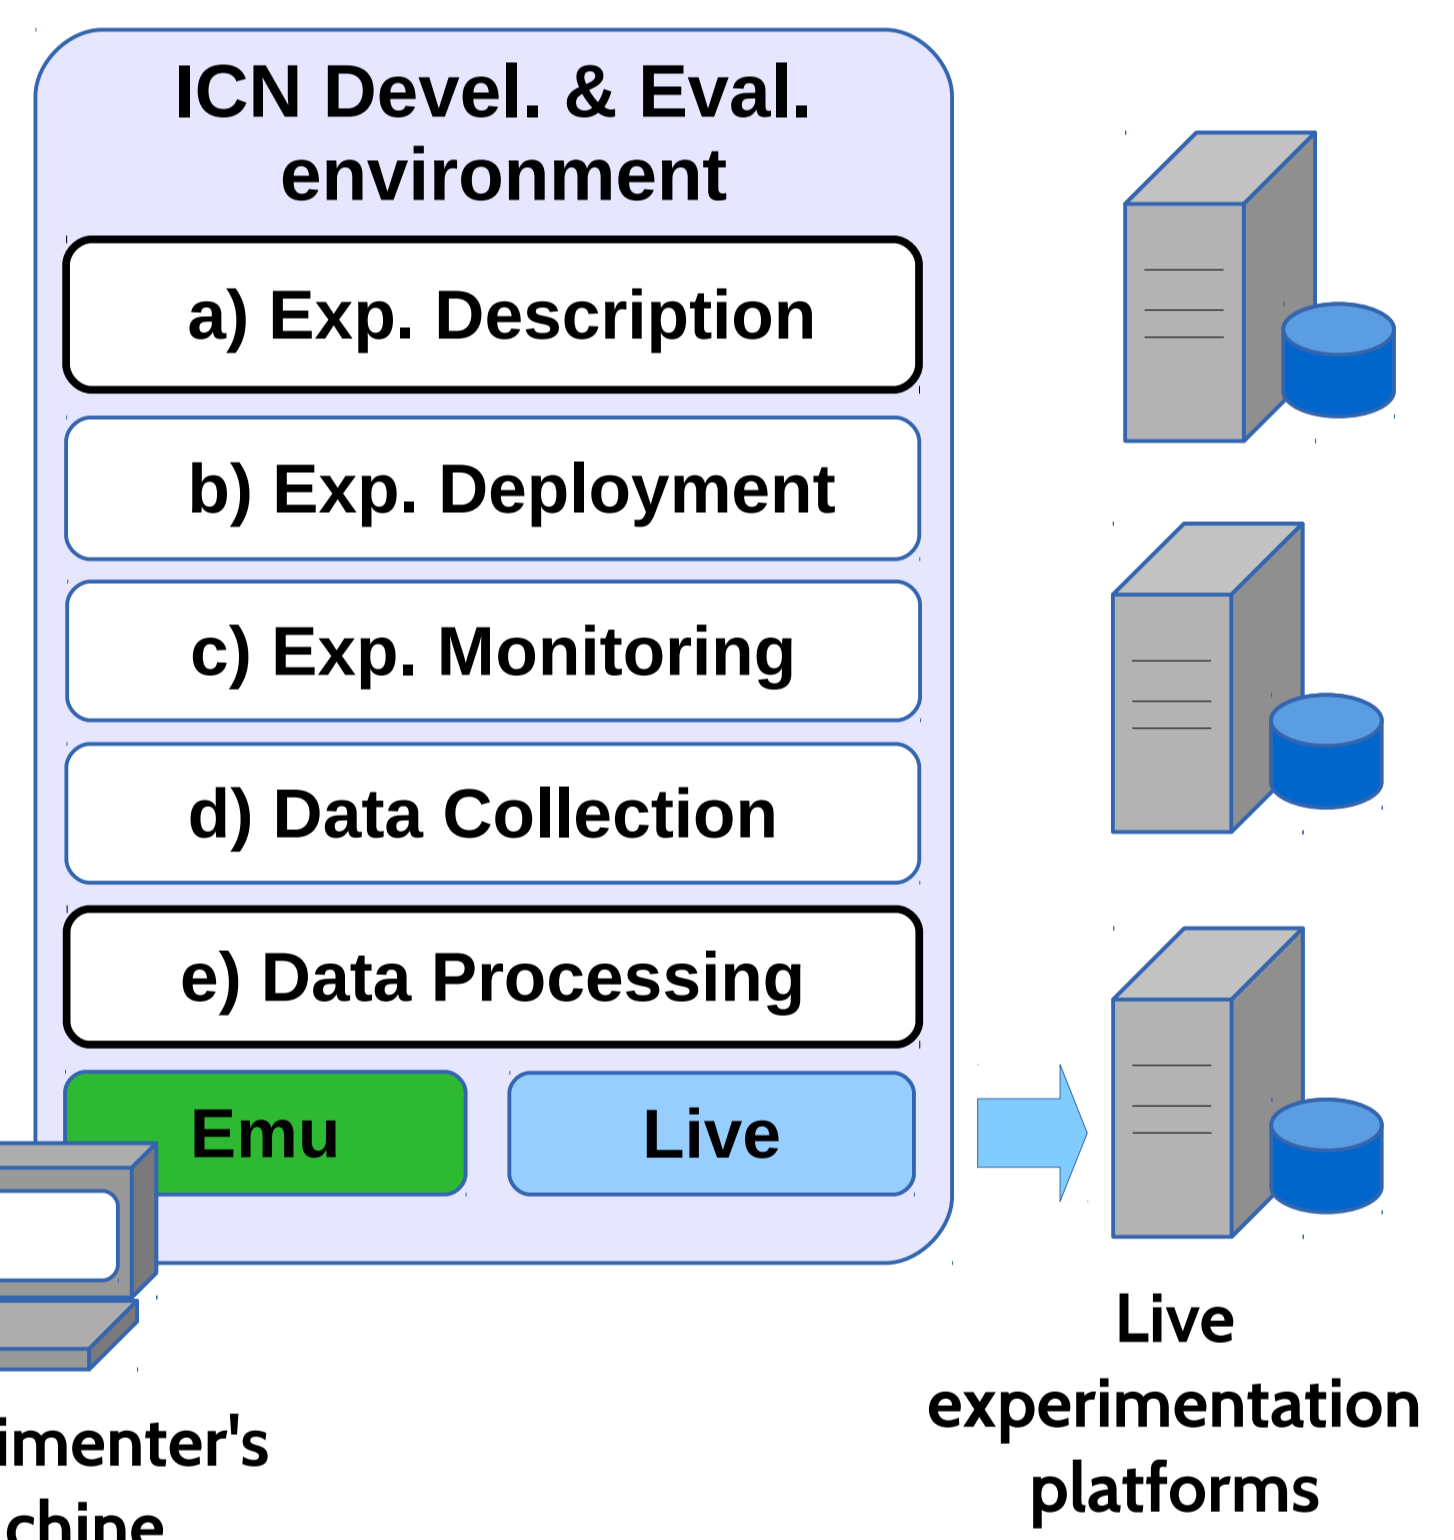 ICN Devel. & Eval.
environment
a) Exp. Description
b) Exp. Deployment
c) Exp. Monitoring
d) Data Collection
e) Data Processing
Emu
Live
Live
experimentation
platforms
imenter's
chine